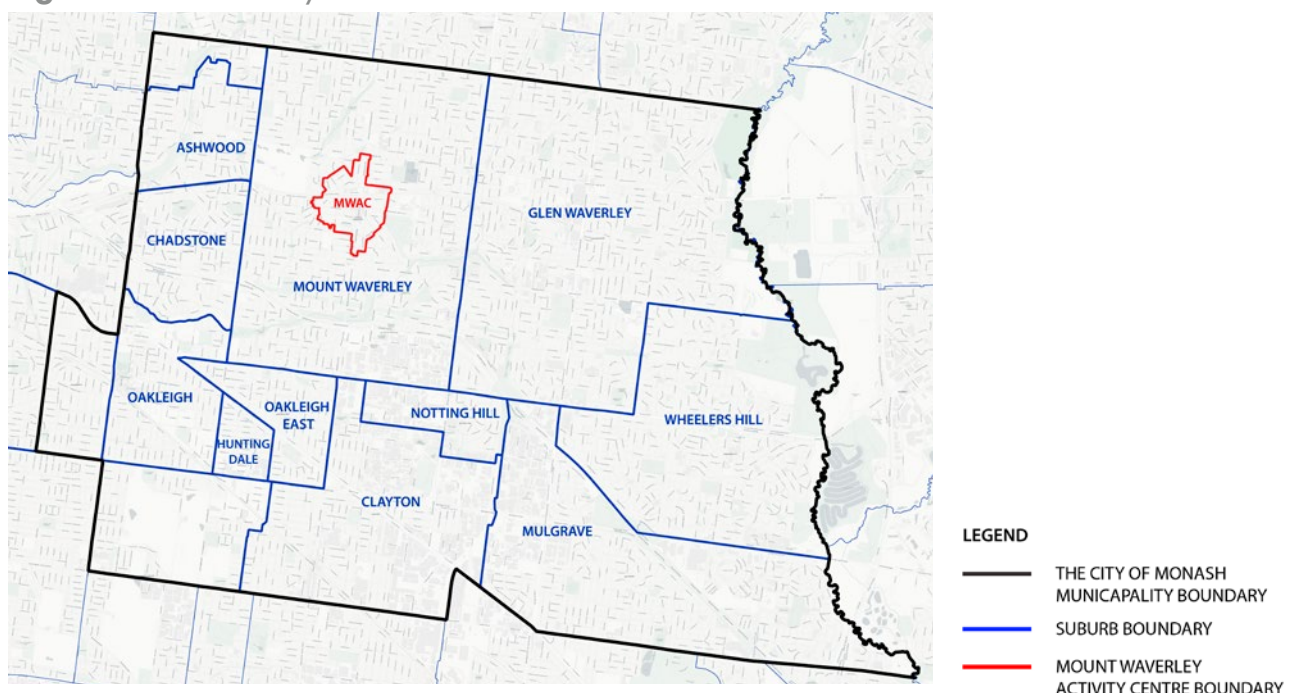 ASHWOOD
MWAC
GLEN WAVERLEY
CHADSTONE
MOUNT WAVERLEY
OAKLEIGH
OAKLEIGH
EAST
NOTTING HILL
WHEELERS HILL
HUNTING
DALE
CLAYTON
MULGRAVE
LEGEND
THE CITY OF MONASH
MUNICAPALITY BOUNDARY
SUBURB BOUNDARY
MOUNT WAVERLEY
ACTIVITY CENTRE BOUNDARY